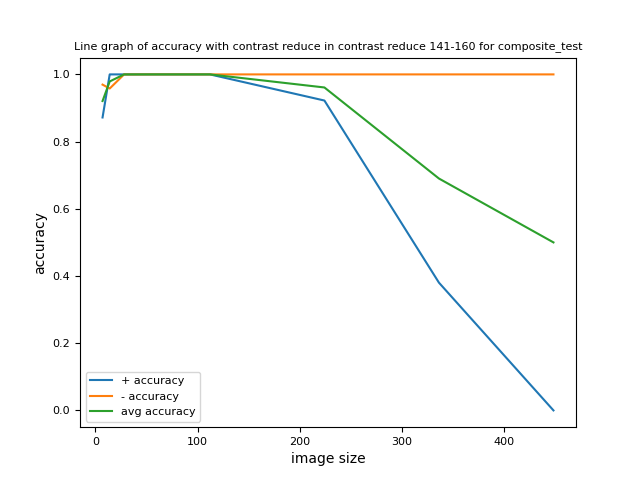 Line graph of accuracy with contrast reduce in contrast reduce 141-160 for composite_test
1.0
0.8
0.6
0.4
0.2
0.0
accuracy
+ accuracy
- accuracy
avg accuracy
0 100 200 300 400
image size